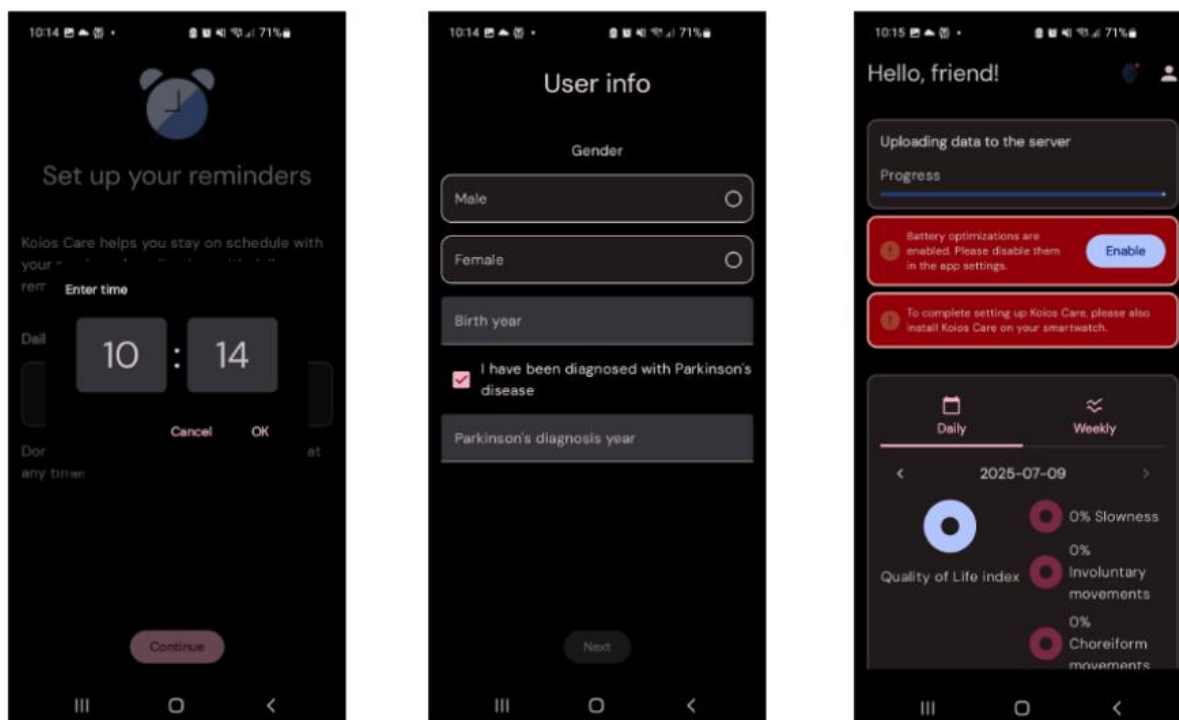 10:14
71%
Set up your reminders
Koios Care helps you stay on schedule with
your
Enter time
Dail
10 : 14
Cancel OK
at
any time
Continue
10:14
71%
User info
Gender
Male
Female
Birth year
I have been diagnosed with Parkinson's
disease
Parkinson's diagnosis year
Next
10:15
71%
Hello, friend!
Uploading data to the server
Progress
Battery optimizations are
enabled. Please disable them
in the app settings.
Enable
To complete setting up Koios Care, please also
install Koios Care on your smartwatch.
Daily
Weekly
< 2025-07-09 >
Quality of Life index
0% Slowness
0%
Involuntary
movements
0%
Choreiform
movements